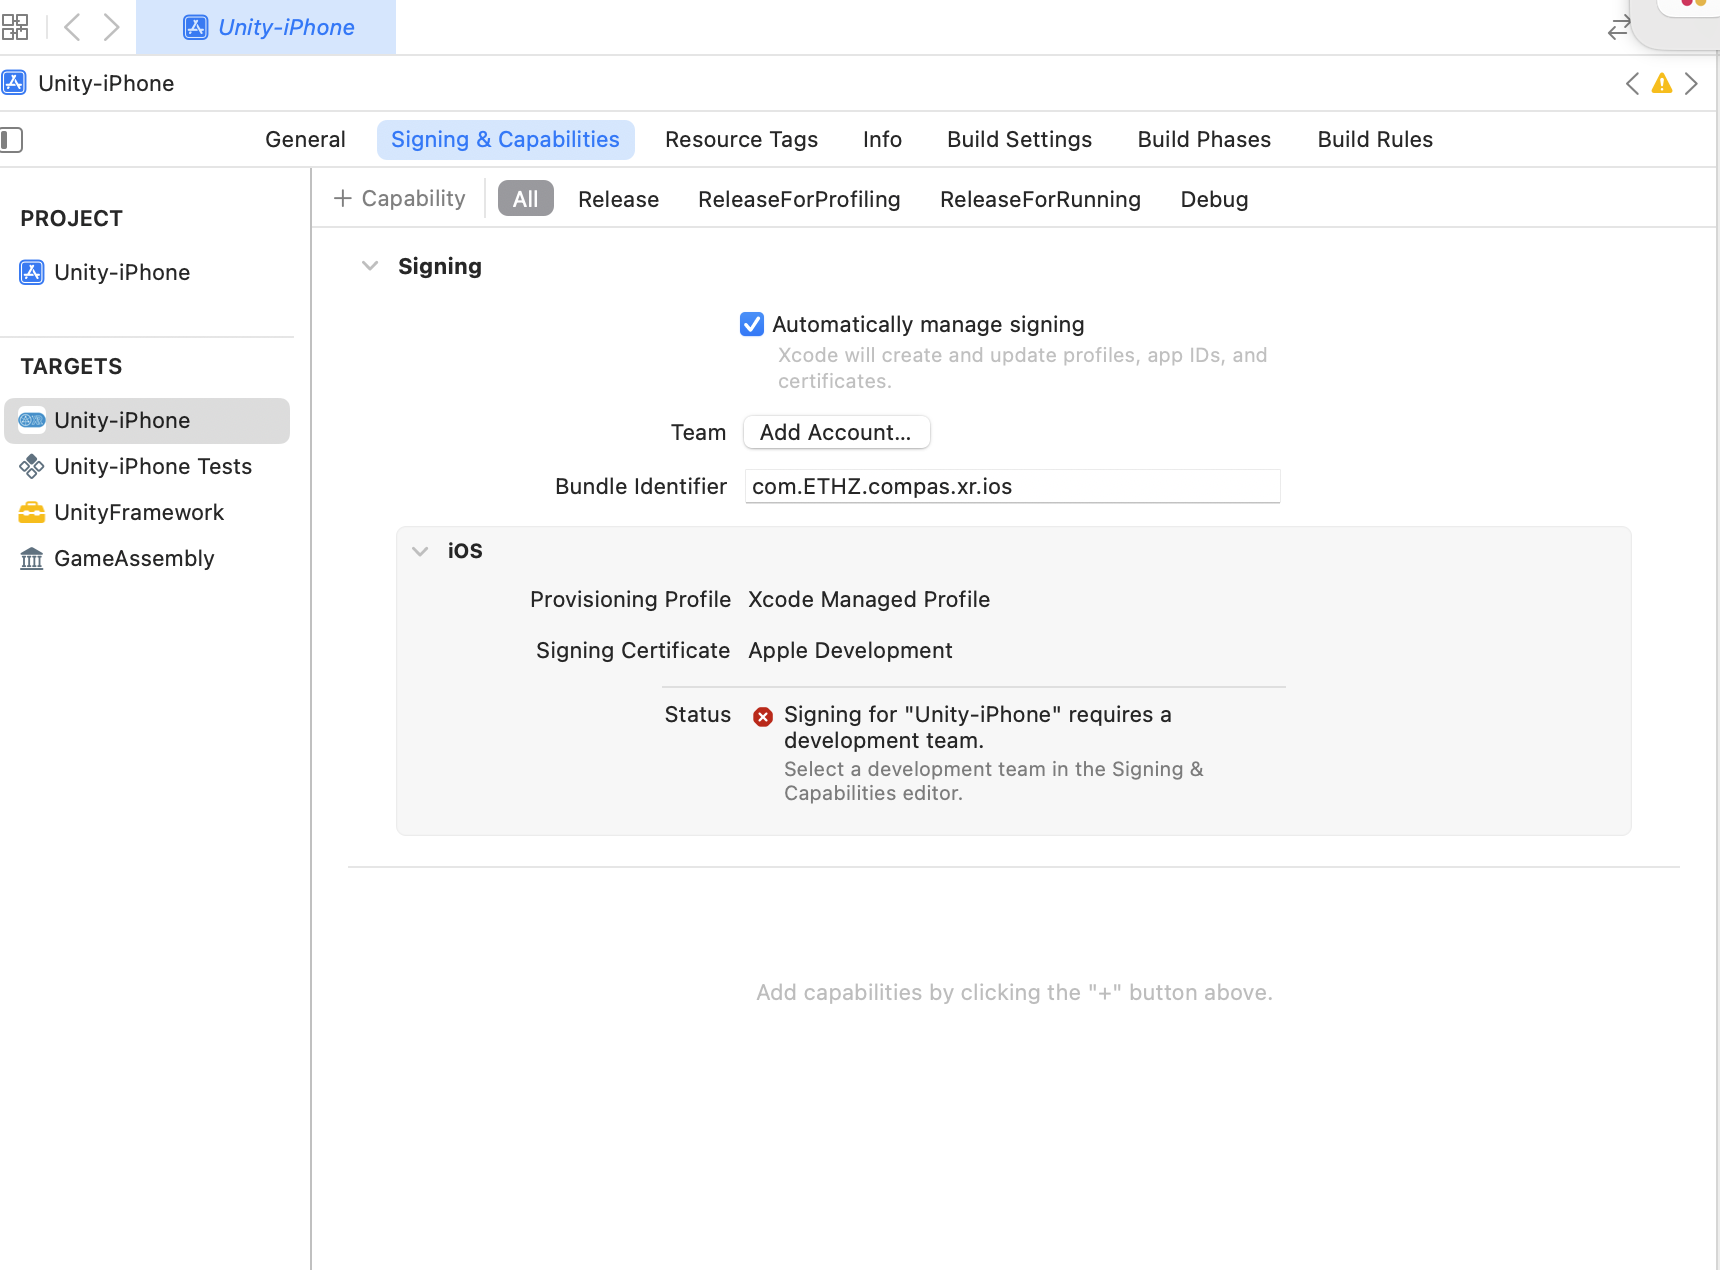 Unity-iPhone
Unity-iPhone
General Signing & Capabilities Resource Tags Info Build Settings Build Phases Build Rules
PROJECT
Unity-iPhone
TARGETS
Unity-iPhone
Unity-iPhone Tests
UnityFramework
GameAssembly
+ Capability All Release ReleaseForProfiling ReleaseForRunning Debug
Signing
Automatically manage signing
Xcode will create and update profiles, app IDs, and
certificates.
Team Add Account...
Bundle Identifier com.ETHZ.compas.xr.ios
iOS
Provisioning Profile Xcode Managed Profile
Signing Certificate Apple Development
Status Signing for "Unity-iPhone" requires a
development team.
Select a development team in the Signing &
Capabilities editor.
Add capabilities by clicking the "+" button above.